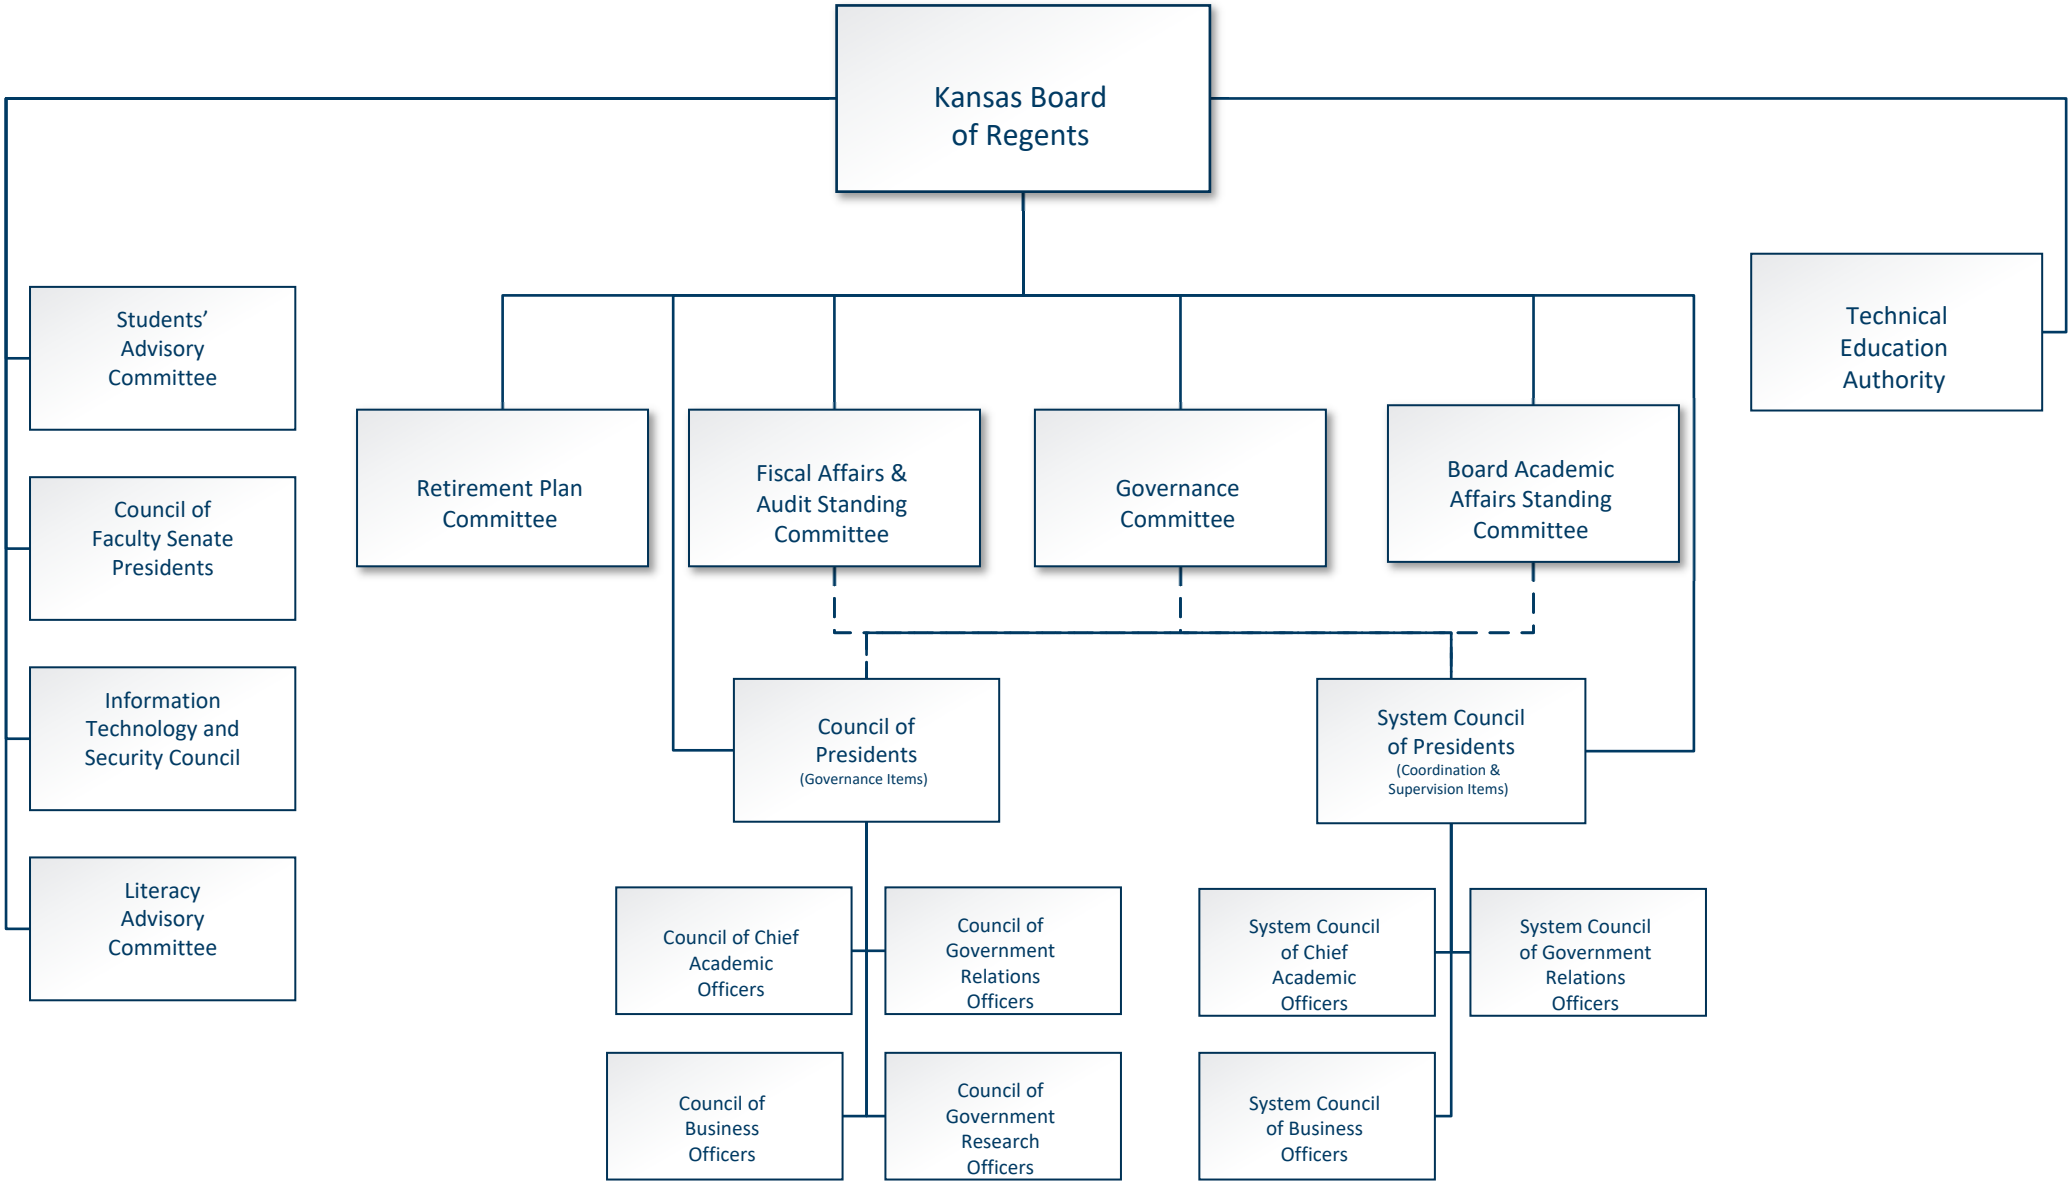 Kansas Board
of Regents
Students’
Advisory
Committee
Council of
Faculty Senate
Presidents
Information
Technology and
Security Council
Literacy
Advisory
Committee
Retirement Plan
Committee
Fiscal Affairs &
Audit Standing
Committee
Governance
Committee
Board Academic
Affairs Standing
Committee
Technical
Education
Authority
Council of
Presidents
(Governance Items)
System Council
of Presidents
(Coordination &
Supervision Items)
Council of Chief
Academic
Officers
Council of
Government
Relations
Officers
Council of
Business
Officers
Council of
Government
Research
Officers
System Council
of Chief
Academic
Officers
System Council
of Government
Relations
Officers
System Council
of Business
Officers